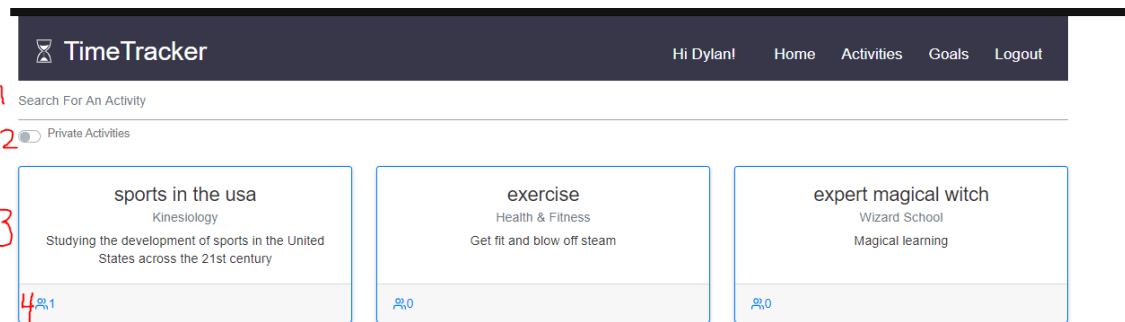 TimeTracker
Hi Dylan! Home Activities Goals Logout
1
Search For An Activity
2
Private Activities
3
sports in the usa
Kinesiology
Studying the development of sports in the United
States across the 21st century
exercise
Health & Fitness
Get fit and blow off steam
expert magical witch
Wizard School
Magical learning
4
1
0
0